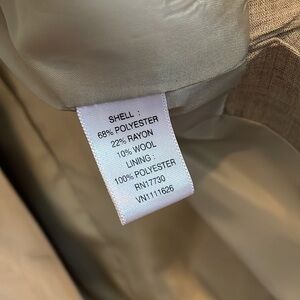 SHELL :
68% POLYESTER
22% RAYON
10% WOOL
LINING :
100% POLYESTER
RN17730
VN1111626